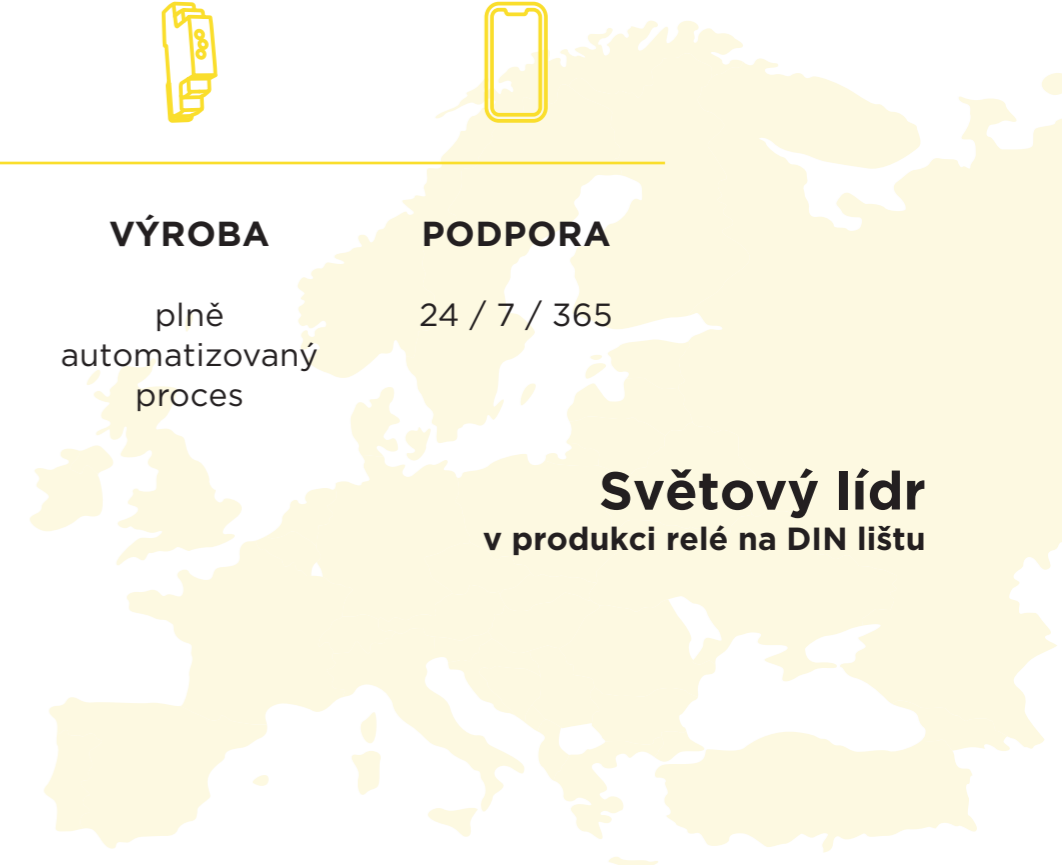 VÝROBA
plně
automatizovaný
proces
PODPORA
24 / 7 / 365
Světový lídr
v produkci relé na DIN lištu